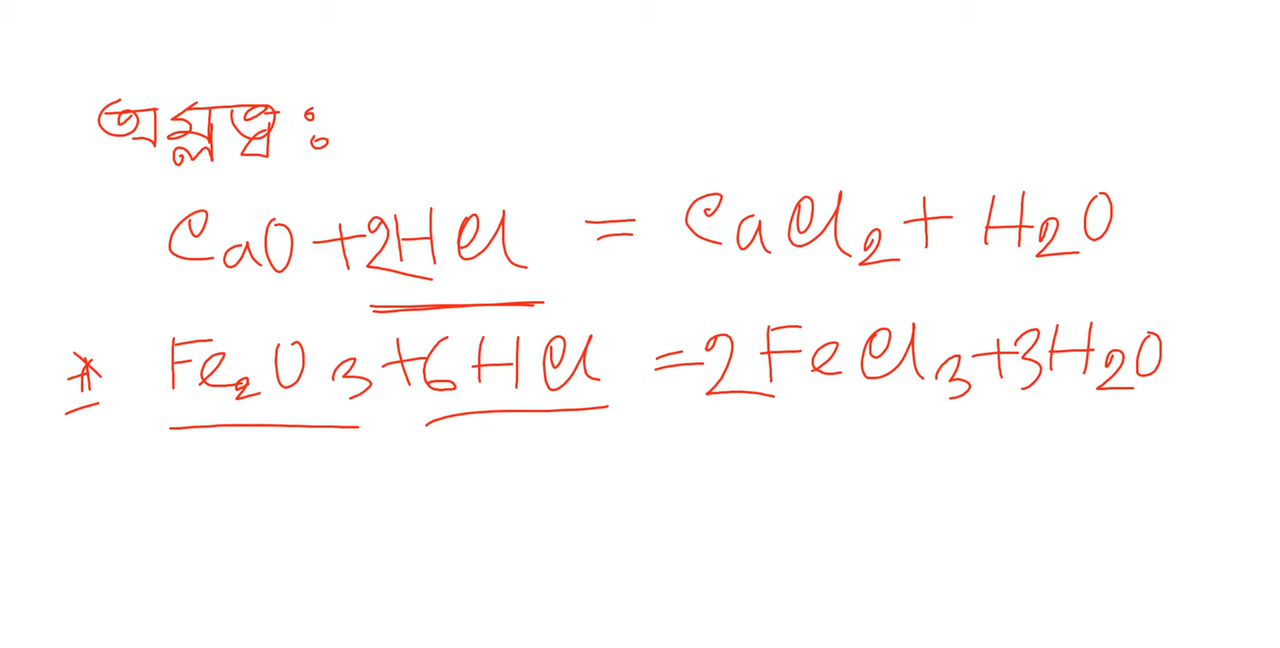 অম্লত্ব :
CaO + 2HCl = CaCl₂ + H₂O
* Fe₂O₃ + 6HCl = 2FeCl₃ + 3H₂O